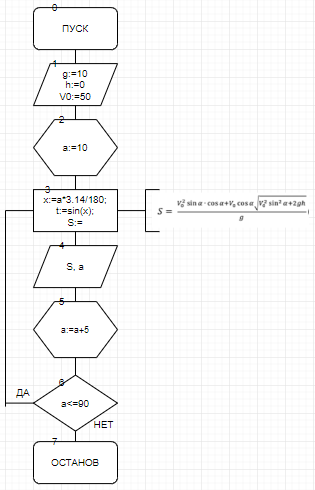 0
ПУСК
1
g:=10
h:=0
V0:=50
2
a:=10
3
x:=a*3.14/180;
t:=sin(x);
S:=
S = (V₀² sin α · cos α+V₀ cos α √(V₀² sin² α+2gh)) / g
4
S, a
5
a:=a+5
6
ДА
a<=90
НЕТ
7
ОСТАНОВ